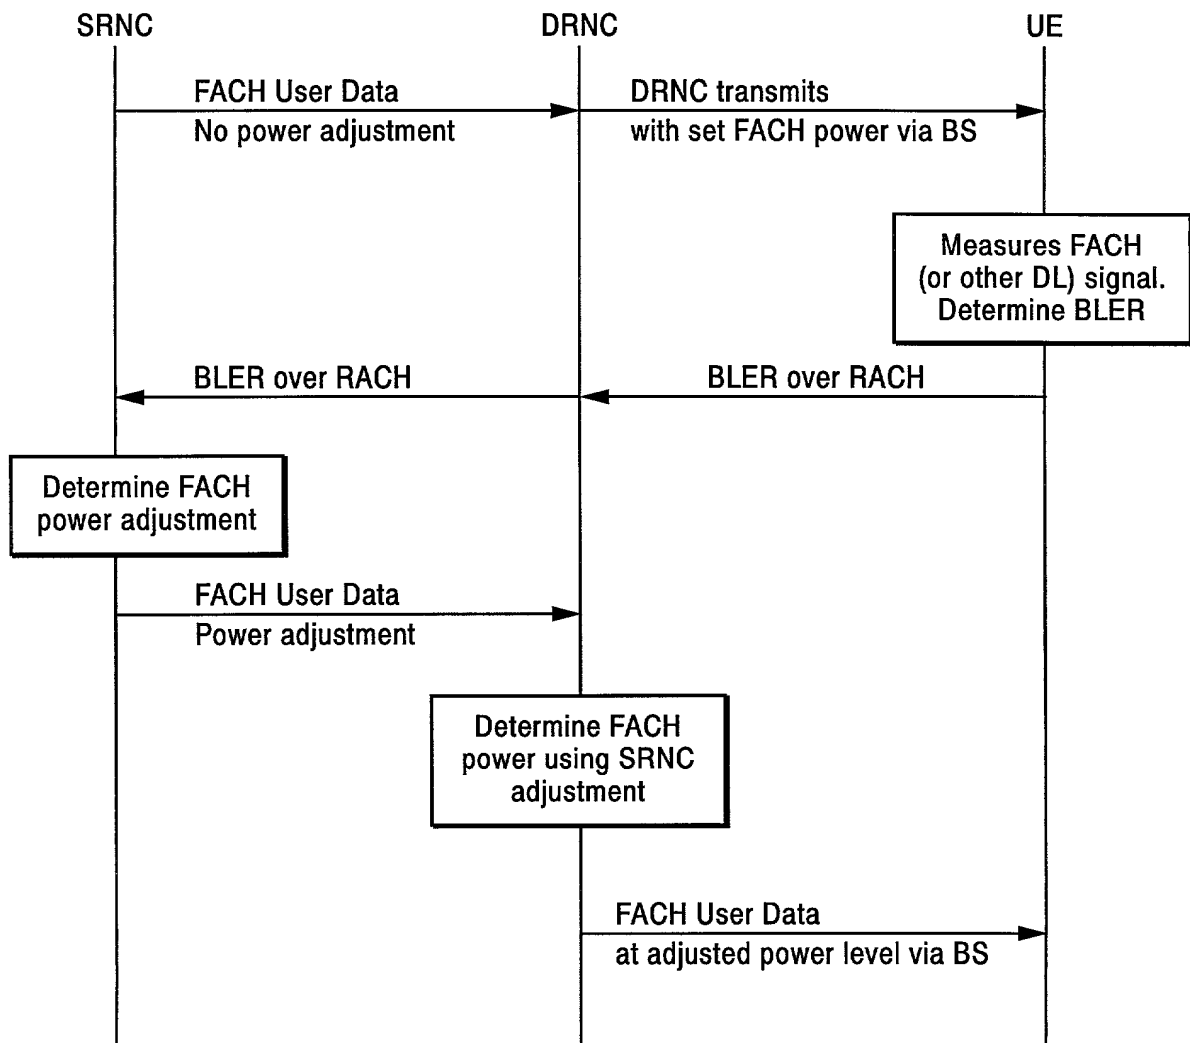 SRNC
DRNC
UE
FACH User Data
No power adjustment
DRNC transmits
with set FACH power via BS
Measures FACH
(or other DL) signal.
Determine BLER
BLER over RACH
BLER over RACH
Determine FACH
power adjustment
FACH User Data
Power adjustment
Determine FACH
power using SRNC
adjustment
FACH User Data
at adjusted power level via BS